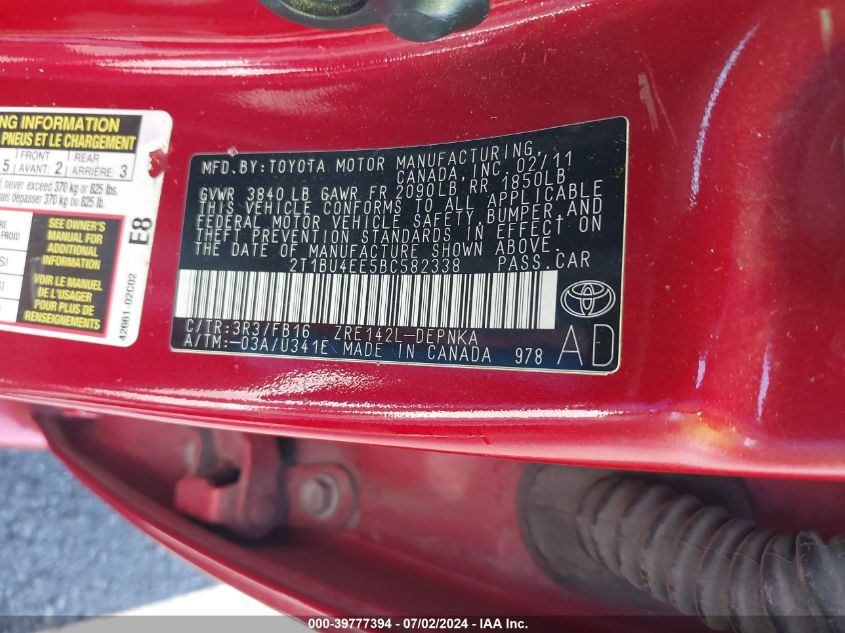 NG INFORMATION
PNEUS ET LE CHARGEMENT
5 FRONT 2 REAR 3
AVANT: ARRIÈRE:
never exceed 370 kg or 825 lbs.
dépasser 370 kg ou 825 lb.
SEE OWNER'S
MANUAL FOR
ADDITIONAL
INFORMATION
VOIR LE MANUEL
DE L'USAGER
POUR PLUS DE
RENSEIGNEMENTS
E8
42661-02C02
MFD.BY:TOYOTA MOTOR MANUFACTURING,
CANADA, INC. 02/11
GVWR 3840 LB GAWR FR 2090LB RR 1850LB
THIS VEHICLE CONFORMS TO ALL APPLICABLE
FEDERAL MOTOR VEHICLE SAFETY, BUMPER, AND
THEFT PREVENTION STANDARDS IN EFFECT ON
THE DATE OF MANUFACTURE SHOWN ABOVE.
2T1BU4EE5BC582338 PASS.CAR
C/TR:3R3/FB16 ZRE142L-DEPNKA
A/TM:-03A/U341E MADE IN CANADA 978 AD
000-39777394 - 07/02/2024 - IAA Inc.